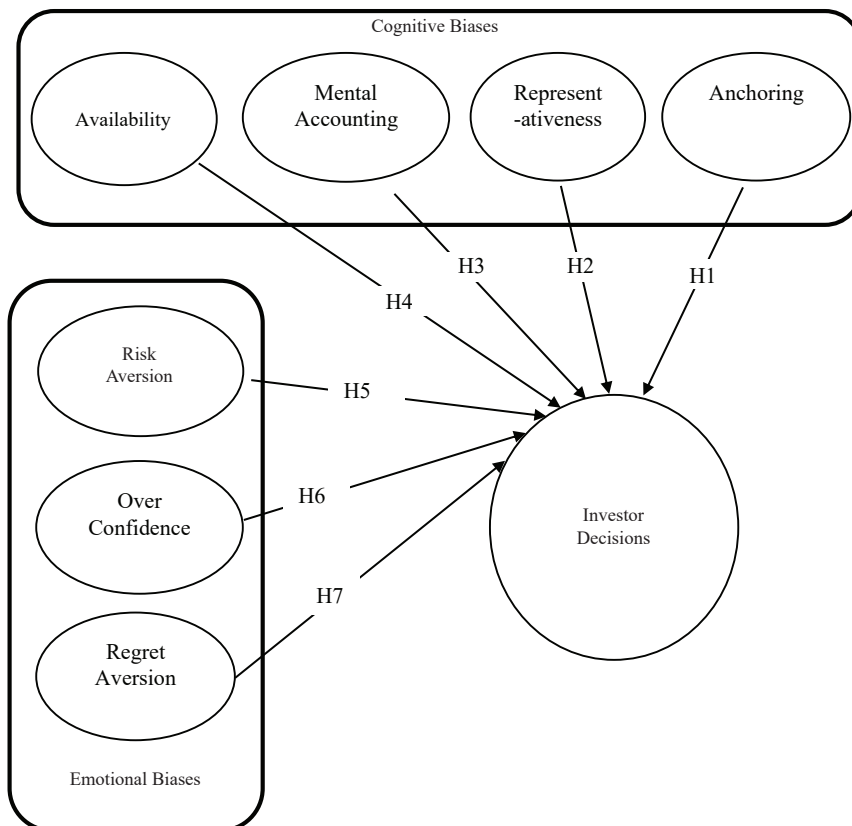 Cognitive Biases
Availability
Mental
Accounting
Represent
-ativeness
Anchoring
H3
H2
H1
H4
Risk
Aversion
H5
Over
Confidence
H6
Investor
Decisions
H7
Regret
Aversion
Emotional Biases